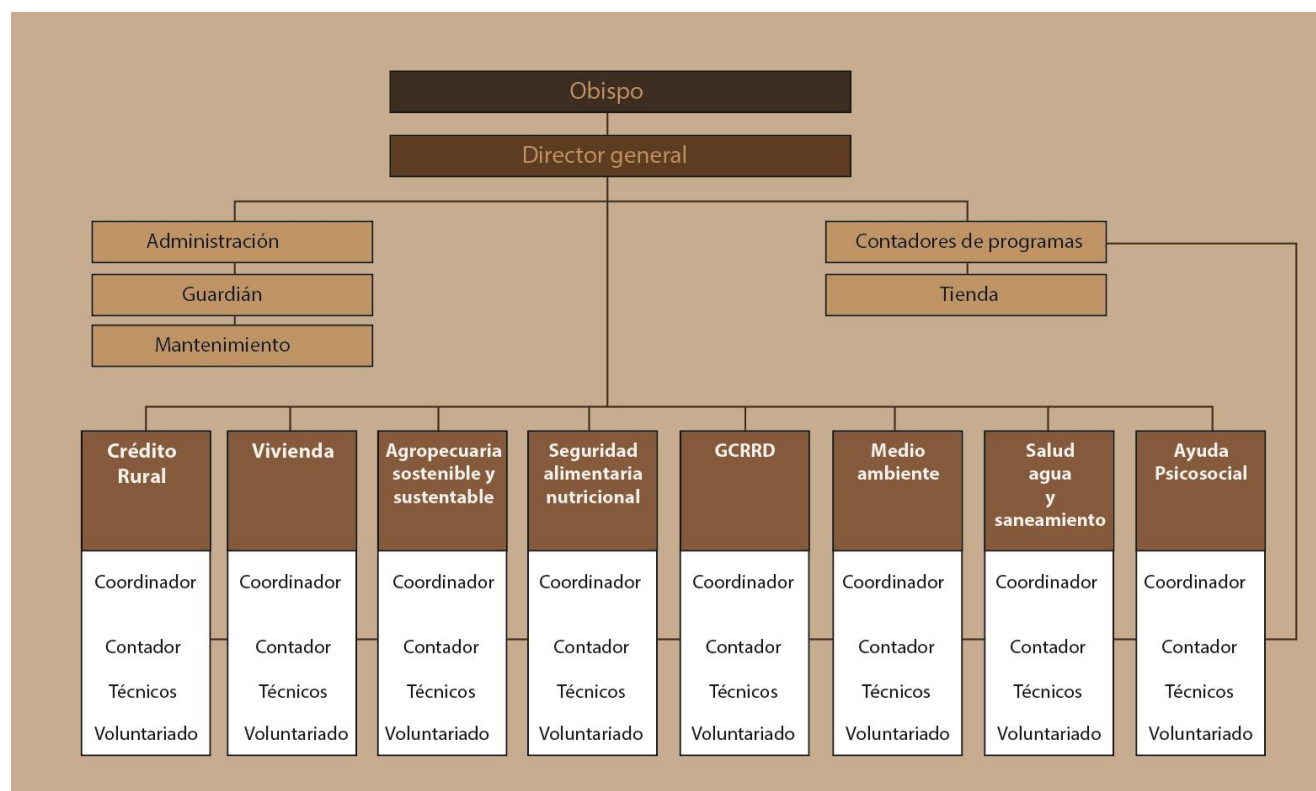 Obispo
Director general
Administración
Contadores de programas
Guardián
Tienda
Mantenimiento
Crédito
Rural
Vivienda
Agropecuaria
sostenible y
sustentable
Seguridad
alimentaria
nutricional
GCRRD
Medio
ambiente
Salud
agua
y
saneamiento
Ayuda
Psicosocial
Coordinador
Coordinador
Coordinador
Coordinador
Coordinador
Coordinador
Coordinador
Coordinador
Contador
Contador
Contador
Contador
Contador
Contador
Contador
Contador
Técnicos
Técnicos
Técnicos
Técnicos
Técnicos
Técnicos
Técnicos
Técnicos
Voluntariado
Voluntariado
Voluntariado
Voluntariado
Voluntariado
Voluntariado
Voluntariado
Voluntariado